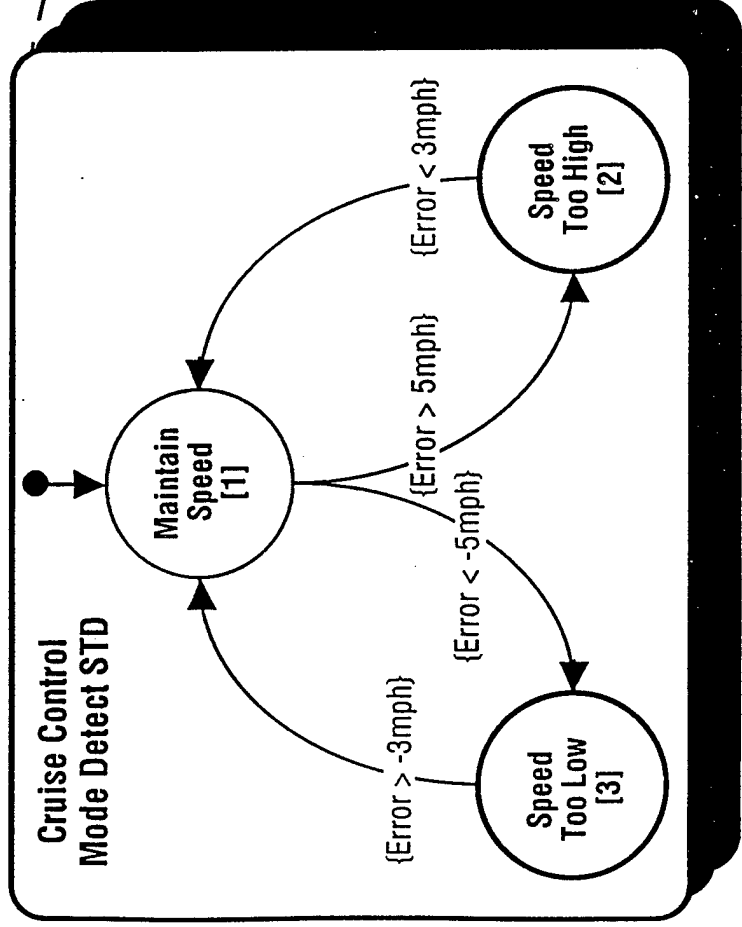 Cruise Control
Mode Detect STD
Maintain
Speed
[1]
{Error > -3mph}
{Error < -5mph}
{Error > 5mph}
{Error < 3mph}
Speed
Too Low
[3]
Speed
Too High
[2]